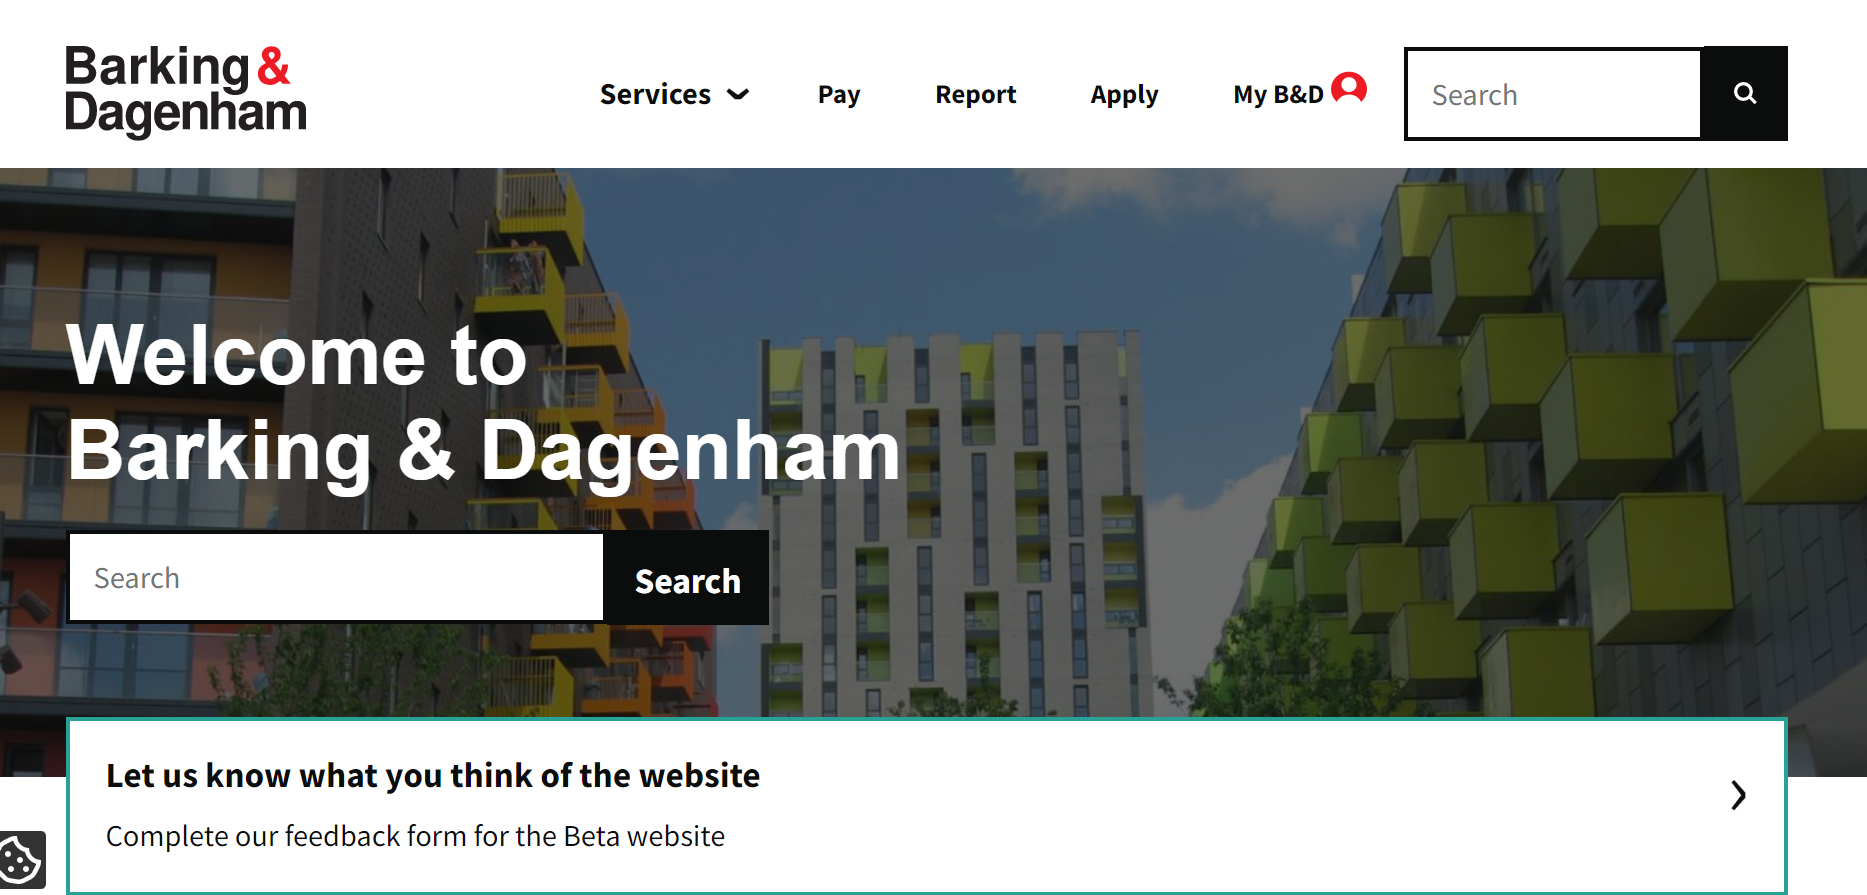 Barking &
Dagenham
Services
Pay
Report
Apply
My B&D
Search
Welcome to
Barking & Dagenham
Search
Search
Let us know what you think of the website
Complete our feedback form for the Beta website